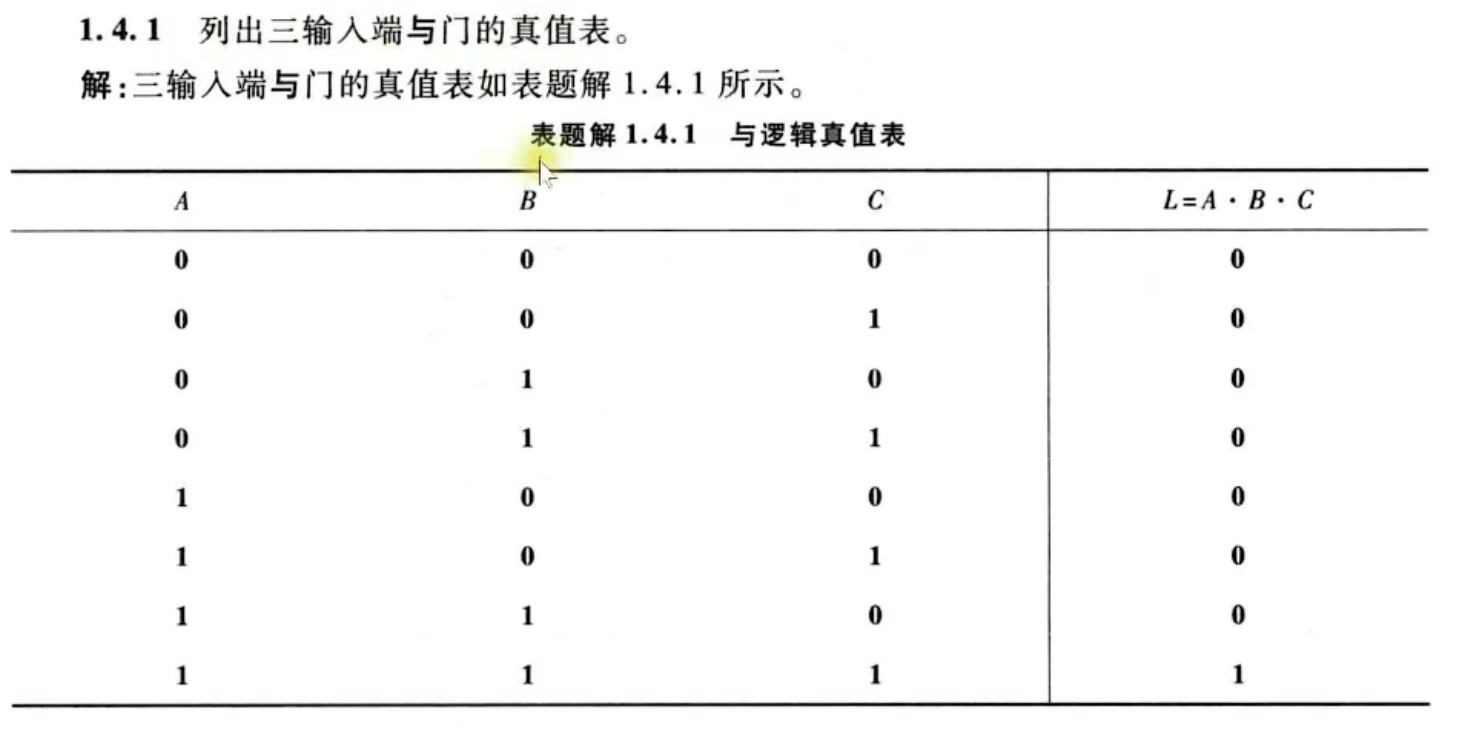 1.4.1 列出三输入端与门的真值表。
解:三输入端与门的真值表如表题解 1.4.1 所示。
表题解 1.4.1 与逻辑真值表
A B C L=A·B·C
0 0 0 0
0 0 1 0
0 1 0 0
0 1 1 0
1 0 0 0
1 0 1 0
1 1 0 0
1 1 1 1